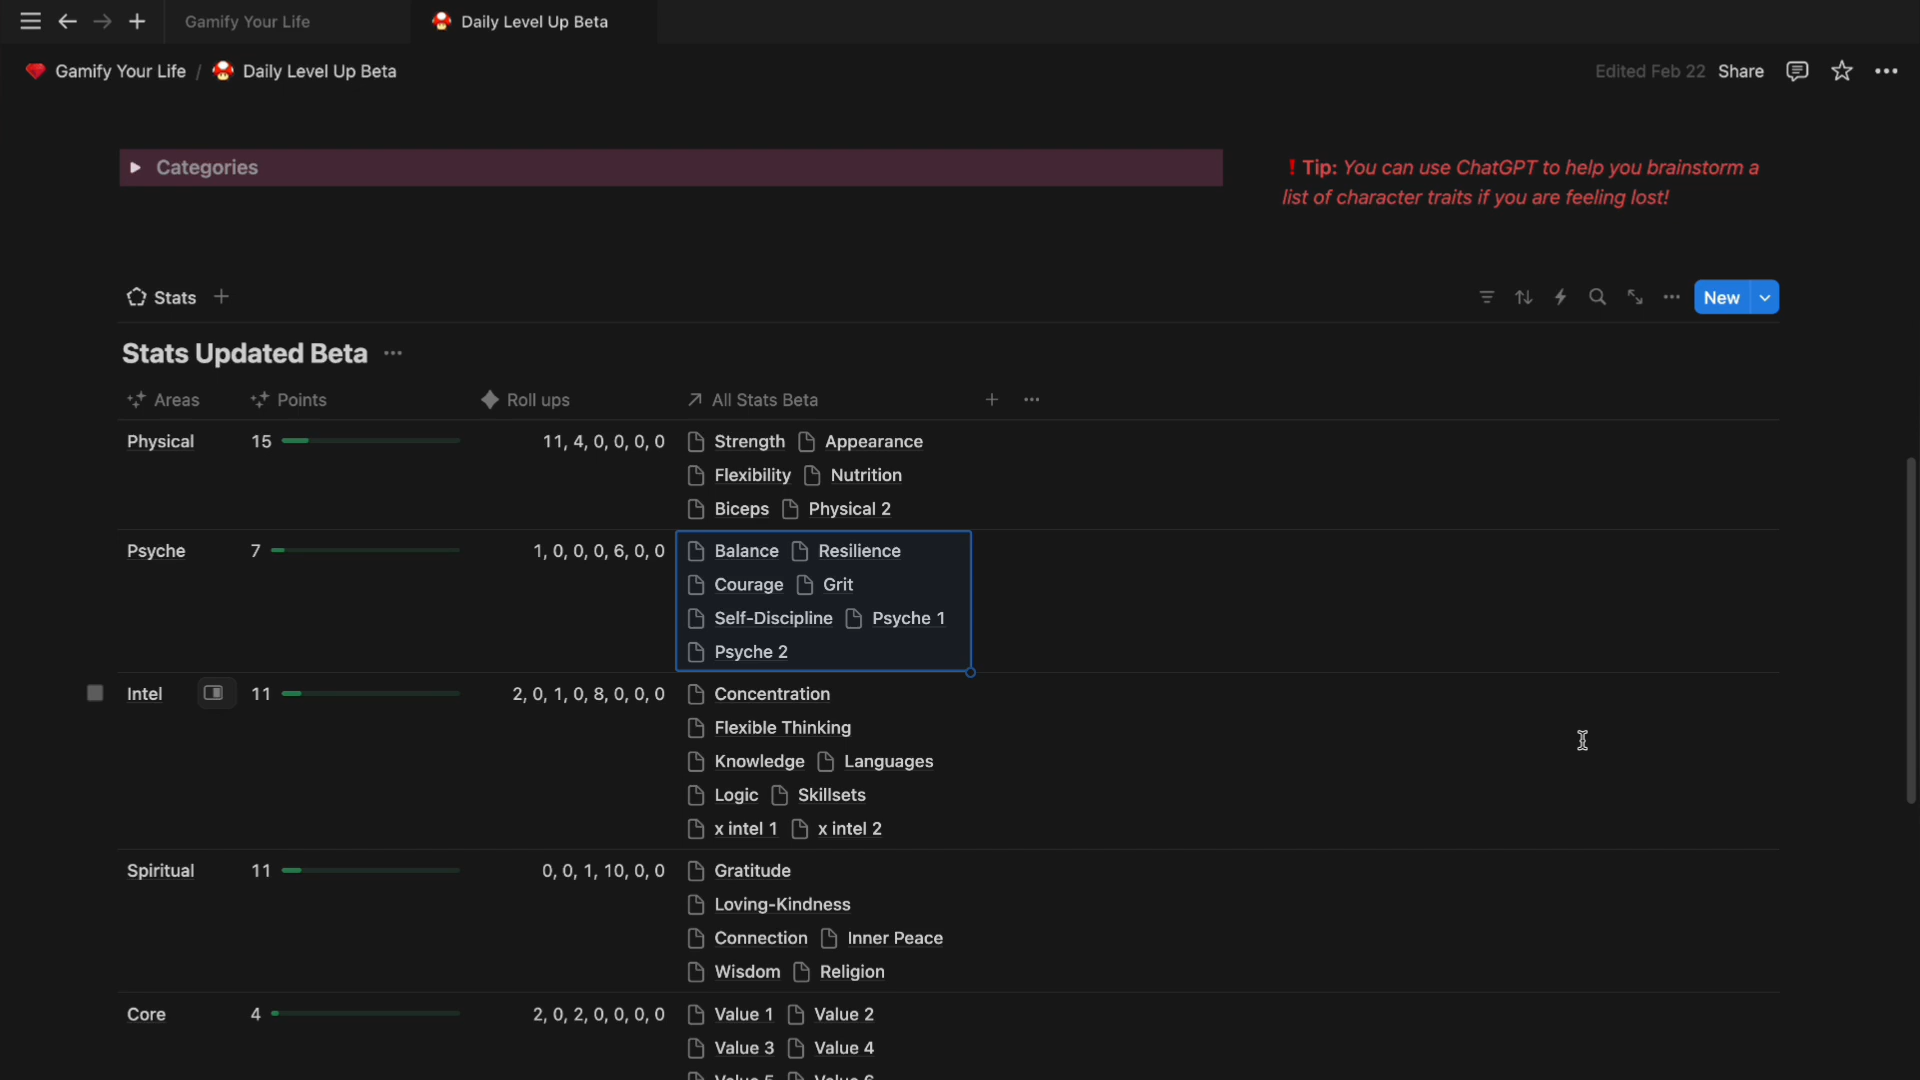 Gamify Your Life
Daily Level Up Beta
Gamify Your Life / Daily Level Up Beta
Edited Feb 22 Share
Categories
❗Tip: You can use ChatGPT to help you brainstorm a
list of character traits if you are feeling lost!
Stats
New
Stats Updated Beta
Areas Points Roll ups All Stats Beta
Physical 15 11, 4, 0, 0, 0, 0 Strength Appearance
Flexibility Nutrition
Biceps Physical 2
Psyche 7 1, 0, 0, 0, 6, 0, 0 Balance Resilience
Courage Grit
Self-Discipline Psyche 1
Psyche 2
Intel 11 2, 0, 1, 0, 8, 0, 0, 0 Concentration
Flexible Thinking
Knowledge Languages
Logic Skillsets
x intel 1 x intel 2
Spiritual 11 0, 0, 1, 10, 0, 0 Gratitude
Loving-Kindness
Connection Inner Peace
Wisdom Religion
Core 4 2, 0, 2, 0, 0, 0, 0 Value 1 Value 2
Value 3 Value 4
Value 5 Value 6